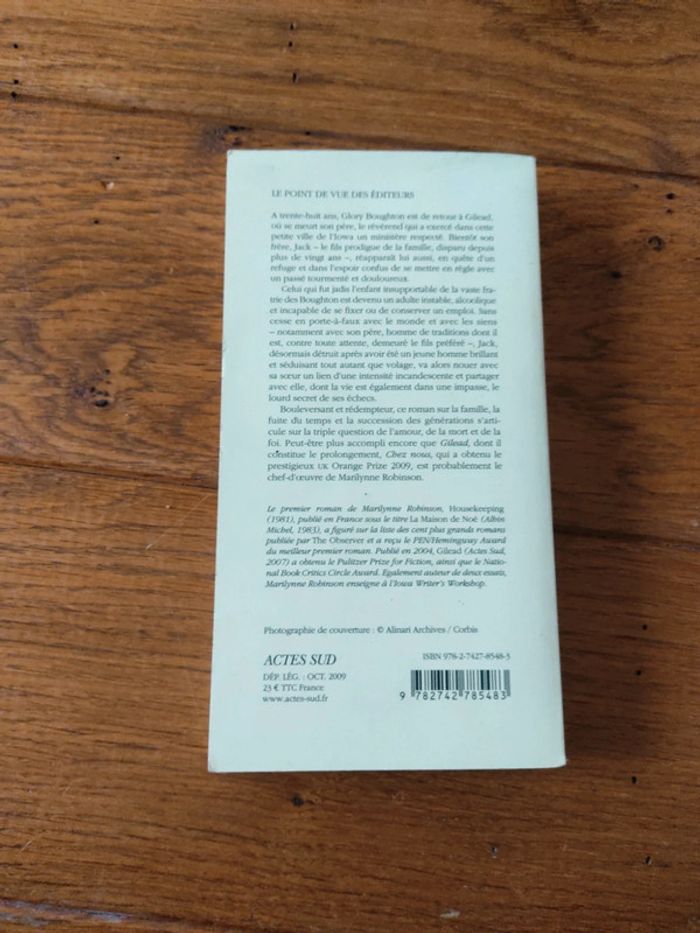 LE POINT DE VUE DES ÉDITEURS
A trente-huit ans, Glory Boughton est de retour à Gilead,
où se meurt son père, le révérend qui a exercé dans cette
petite ville de l'Iowa un ministère respecté. Bientôt son
frère, Jack – le fils prodigue de la famille, disparu depuis
plus de vingt ans –, réapparaît lui aussi, en quête d'un
refuge et dans l'espoir confus de se mettre en règle avec
un passé tourmenté et douloureux.
Celui qui fut jadis l'enfant insupportable de la vaste fra-
trie des Boughton est devenu un adulte instable, alcoolique
et incapable de se fixer ou de conserver un emploi. Sans
cesse en porte-à-faux avec le monde et avec les siens
– notamment avec son père, homme de traditions dont il
est, contre toute attente, demeuré le fils préféré –, Jack,
désormais détruit après avoir été un jeune homme brillant
et séduisant tout autant que volage, va alors nouer avec
sa sœur un lien d'une intensité incandescente et partager
avec elle, dont la vie est également dans une impasse, le
lourd secret de ses échecs.
Bouleversant et rédempteur, ce roman sur la famille, la
fuite du temps et la succession des générations s'arti-
cule sur la triple question de l'amour, de la mort et de la
foi. Peut-être plus accompli encore que Gilead, dont il
constitue le prolongement, Chez nous, qui a obtenu le
prestigieux UK Orange Prize 2009, est probablement le
chef-d'œuvre de Marilynne Robinson.
Le premier roman de Marilynne Robinson, Housekeeping
(1981), publié en France sous le titre La Maison de Noé (Albin
Michel, 1983), a figuré sur la liste des cent plus grands romans
publiée par The Observer et a reçu le PEN/Hemingway Award
du meilleur premier roman. Publié en 2004, Gilead (Actes Sud,
2007) a obtenu le Pulitzer Prize for Fiction, ainsi que le Natio-
nal Book Critics Circle Award. Egalement auteur de deux essais,
Marilynne Robinson enseigne à l'Iowa Writer's Workshop.
Photographie de couverture : © Alinari Archives / Corbis
ACTES SUD
DÉP. LÉG. : OCT. 2009
23 € TTC France
www.actes-sud.fr
ISBN 978-2-7427-8548-3
9 782742 785483